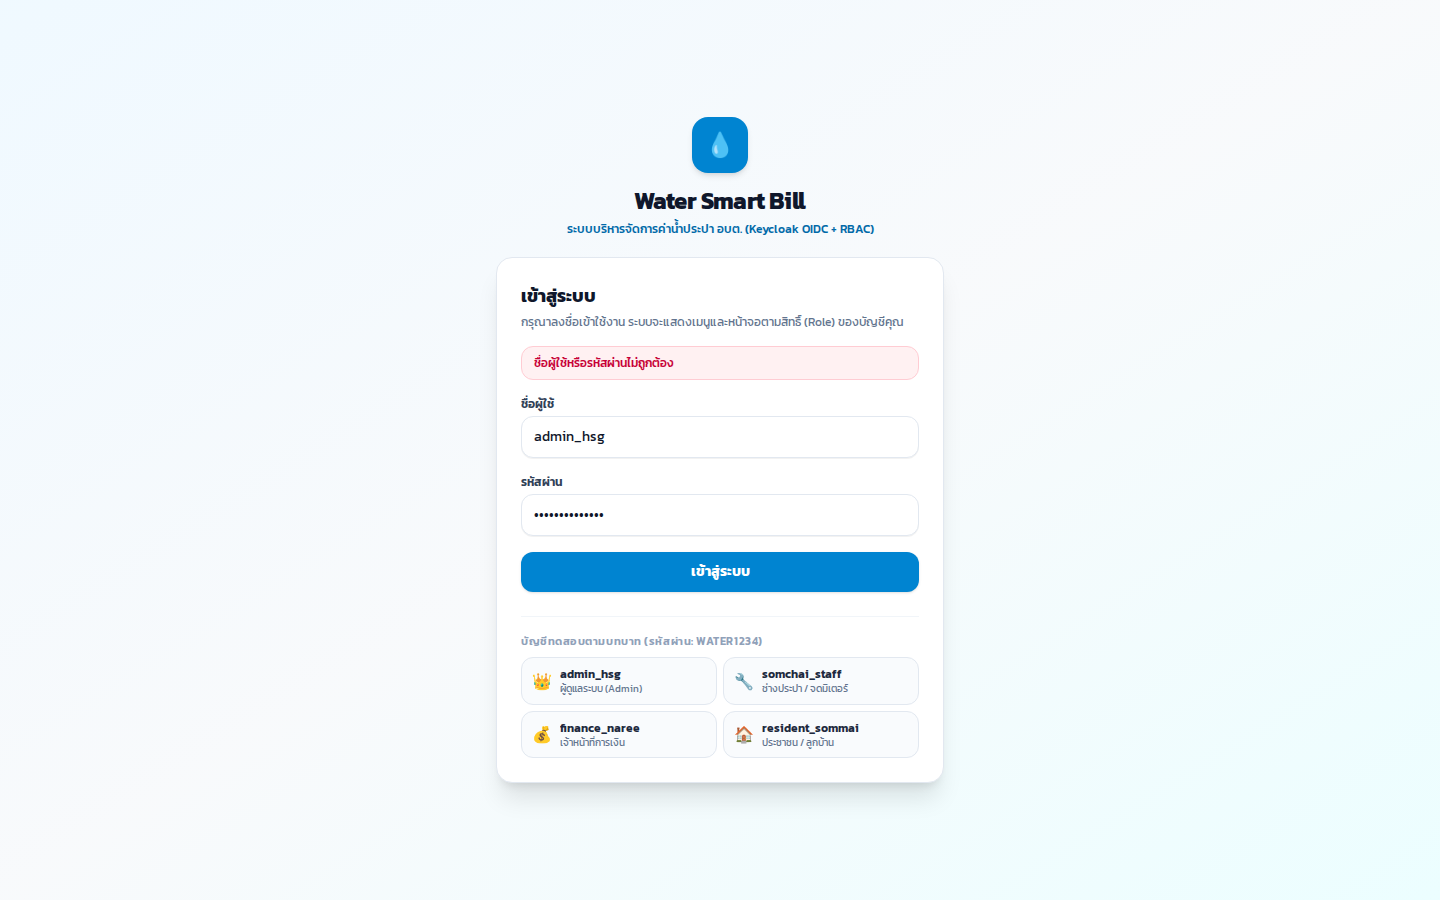 Water Smart Bill
ระบบบริหารจัดการค่าน้ำประปา อบต. (Keycloak OIDC + RBAC)
เข้าสู่ระบบ
กรุณาลงชื่อเข้าใช้งาน ระบบจะแสดงเมนูและหน้าจอตามสิทธิ์ (Role) ของบัญชีคุณ
ชื่อผู้ใช้หรือรหัสผ่านไม่ถูกต้อง
ชื่อผู้ใช้
admin_hsg
รหัสผ่าน
••••••••••••••
เข้าสู่ระบบ
บัญชีทดสอบตามบทบาท (รหัสผ่าน: WATER1234)
admin_hsg
ผู้ดูแลระบบ (Admin)
somchai_staff
ช่างประปา / จดมิเตอร์
finance_naree
เจ้าหน้าที่การเงิน
resident_sommai
ประชาชน / ลูกบ้าน